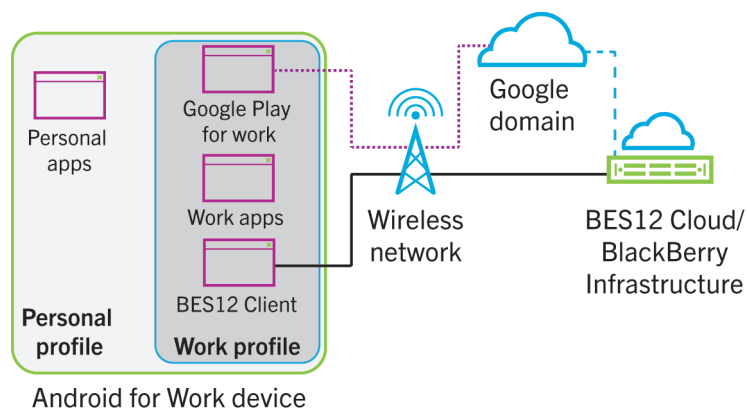 Personal
apps
Google Play
for work
Work apps
BES12 Client
Personal
profile
Work profile
Android for Work device
Wireless
network
Google
domain
BES12 Cloud/
BlackBerry
Infrastructure